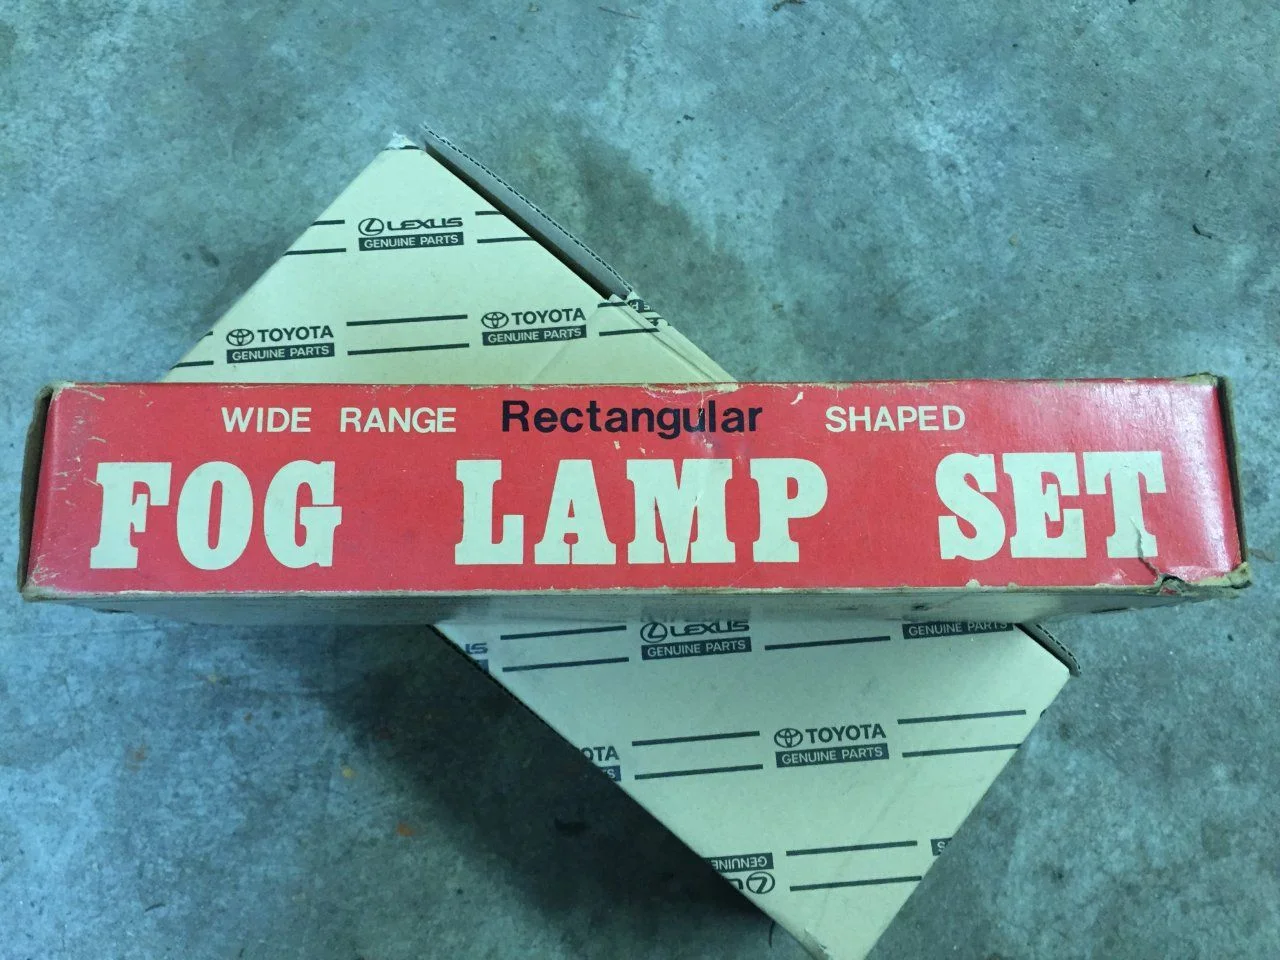 LEXUS
GENUINE PARTS
TOYOTA
GENUINE PARTS
TOYOTA
GENUINE PARTS
WIDE RANGE Rectangular SHAPED
FOG LAMP SET
LEXUS
GENUINE PARTS
GENUINE PARTS
TOYOTA
GENUINE PARTS
GENUINE